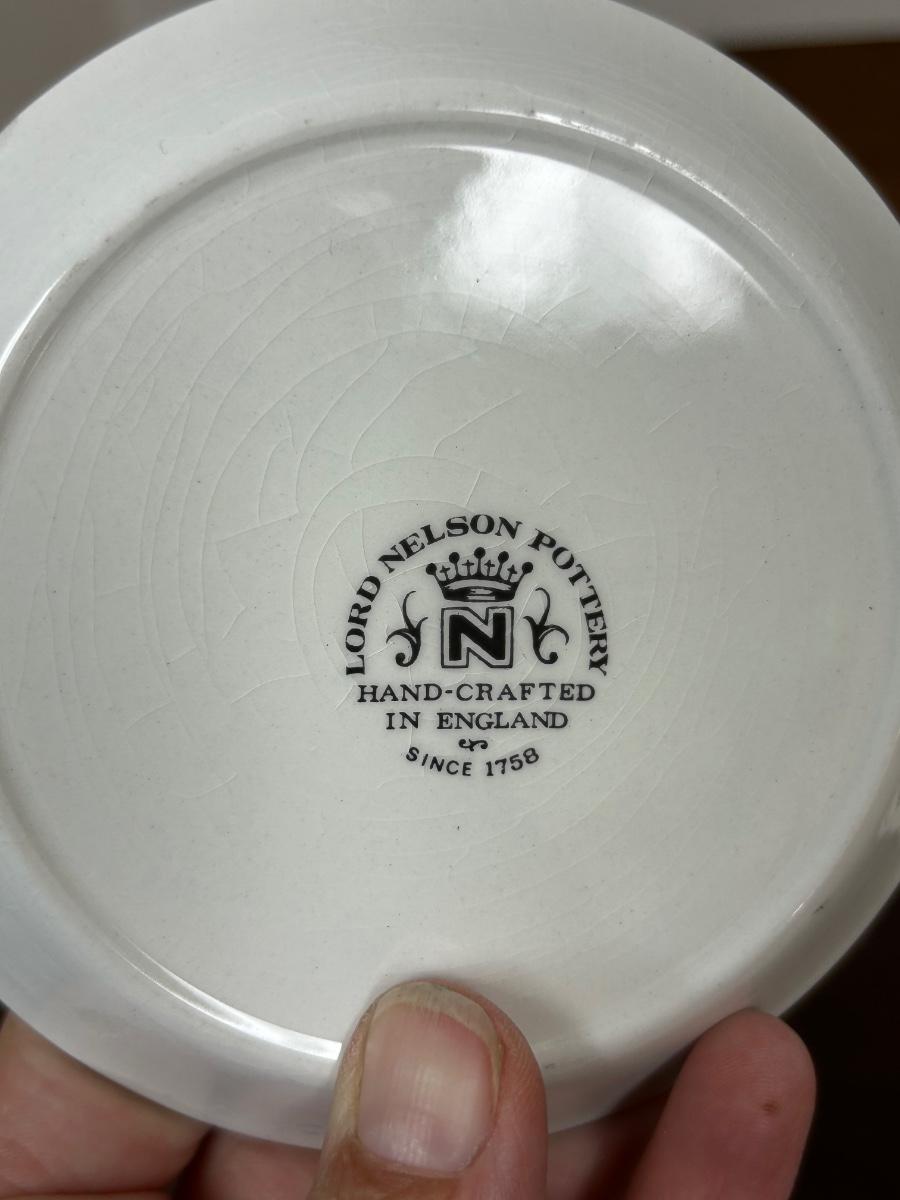 LORD NELSON POTTERY
N
HAND-CRAFTED
IN ENGLAND
SINCE 1758